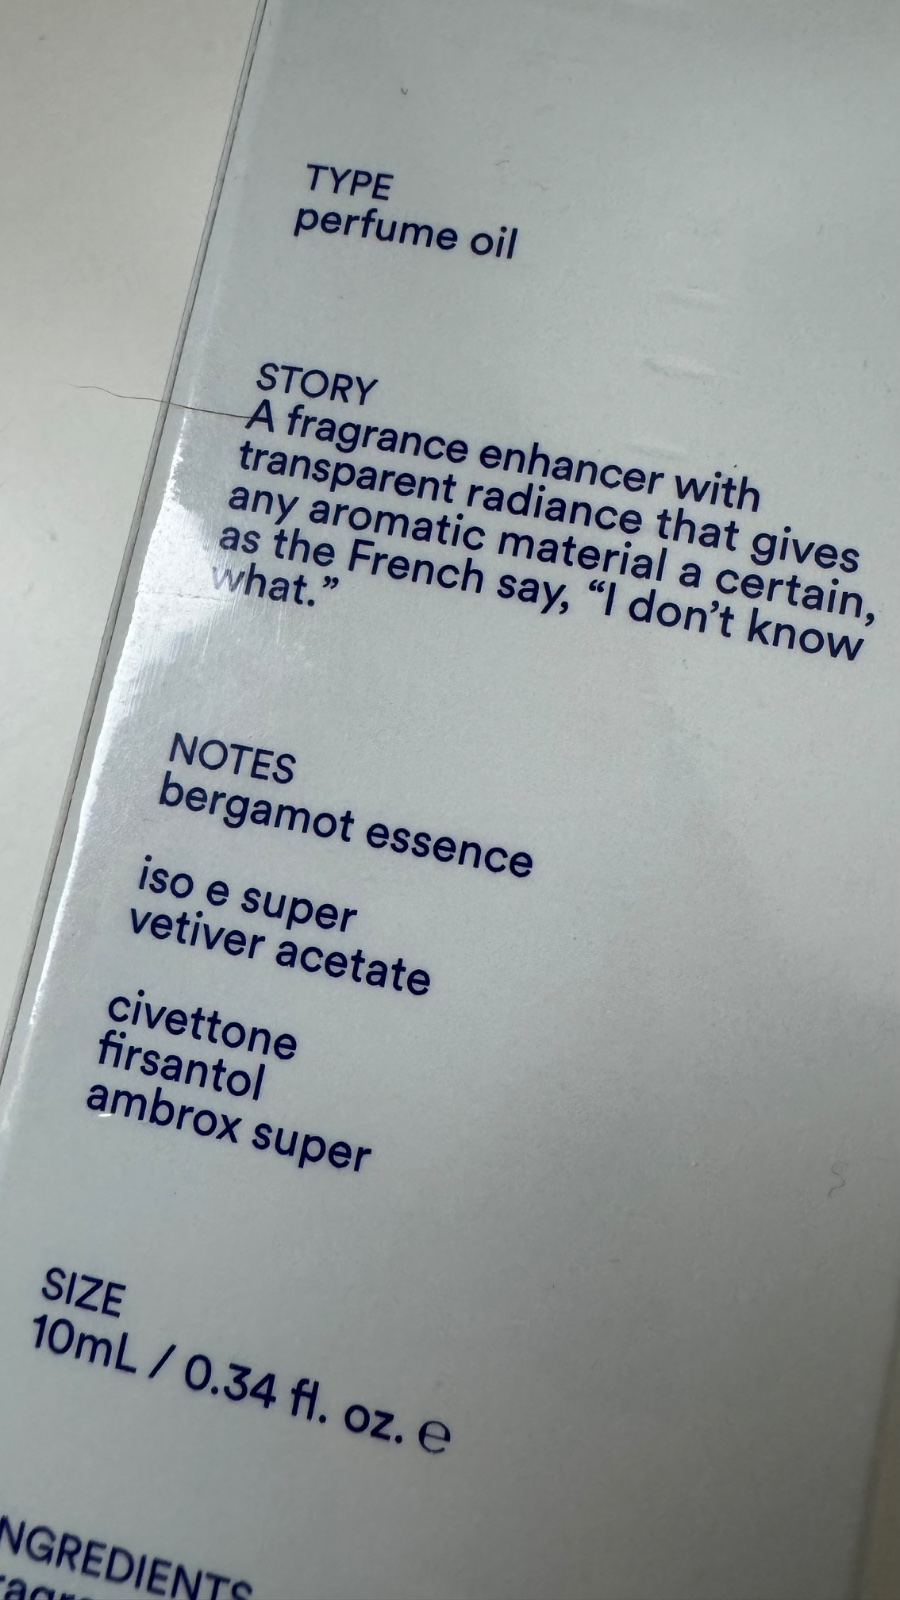 TYPE
perfume oil
STORY
A fragrance enhancer with
transparent radiance that gives
any aromatic material a certain,
as the French say, “I don’t know
what.”
NOTES
bergamot essence
iso e super
vetiver acetate
civettone
firsantol
ambrox super
SIZE
10mL / 0.34 fl. oz. ℮
NGREDIENTS